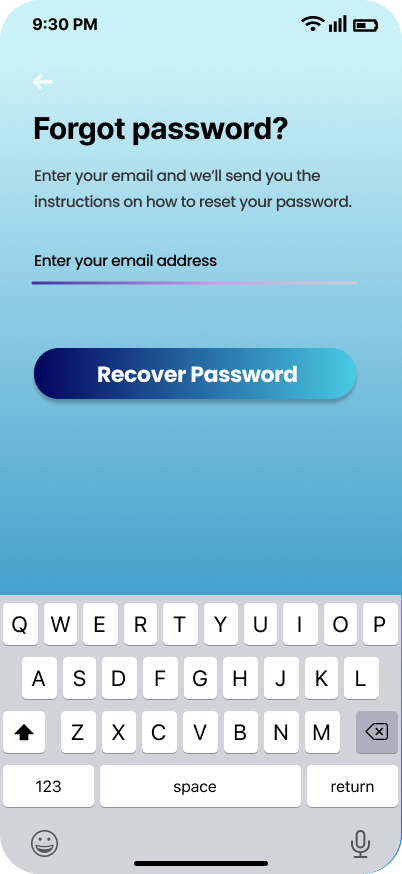 9:30 PM
Forgot password?
Enter your email and we’ll send you the
instructions on how to reset your password.
Enter your email address
Recover Password
Q W E R T Y U I O P
A S D F G H J K L
Z X C V B N M
123 space return